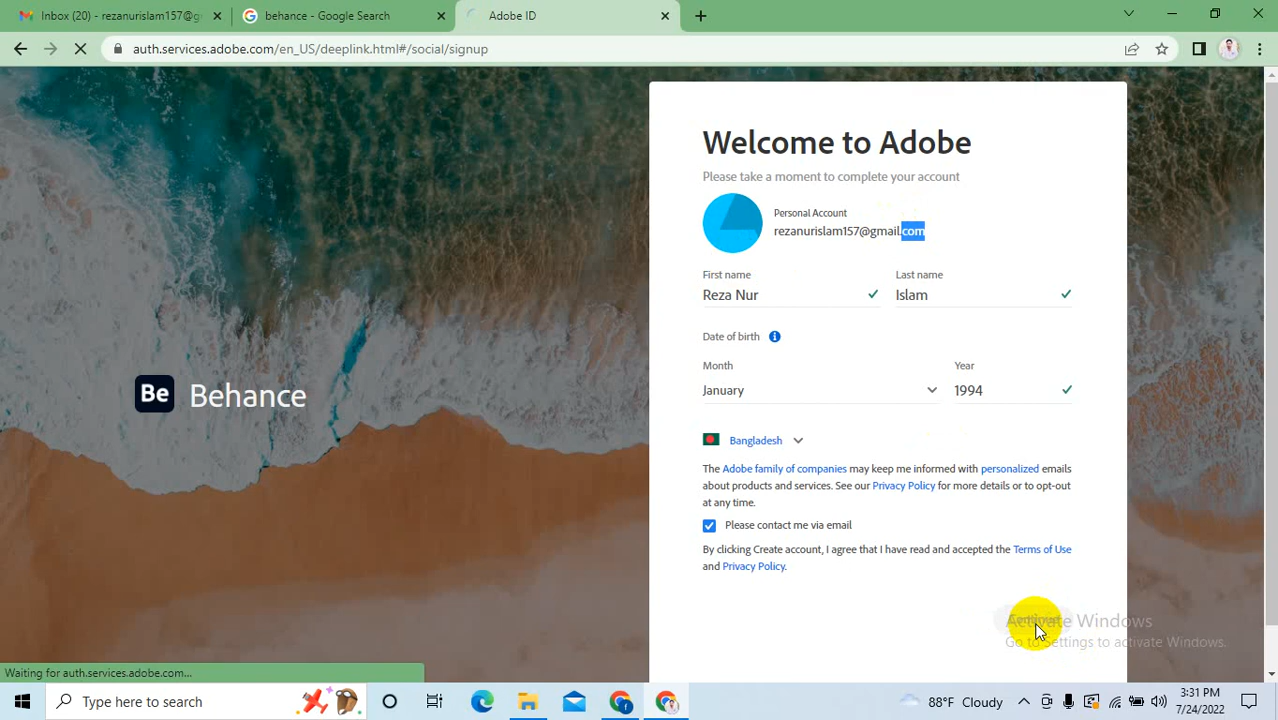 Inbox (20) - rezanurislam157@g
behance - Google Search
Adobe ID
auth.services.adobe.com/en_US/deeplink.html#/social/signup
Welcome to Adobe
Please take a moment to complete your account
Personal Account
rezanurislam157@gmail.com
First name
Last name
Reza Nur
Islam
Date of birth
Month
Year
January
1994
Be Behance
Bangladesh
The Adobe family of companies may keep me informed with personalized emails
about products and services. See our Privacy Policy for more details or to opt-out
at any time.
Please contact me via email
By clicking Create account, I agree that I have read and accepted the Terms of Use
and Privacy Policy.
Continue
Activate Windows
Go to Settings to activate Windows.
Waiting for auth.services.adobe.com...
Type here to search
88°F Cloudy
3:31 PM
7/24/2022